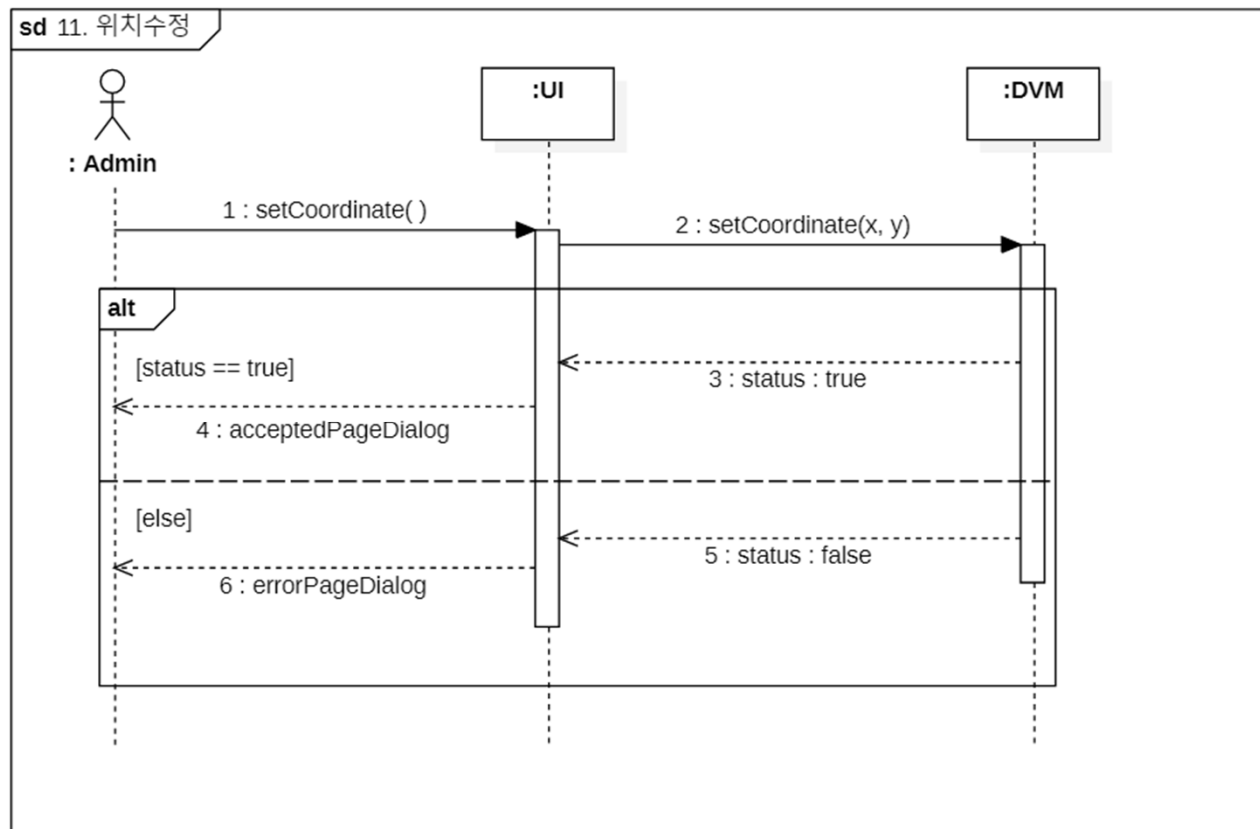 sd 11. 위치수정
:UI
:DVM
: Admin
1 : setCoordinate( )
2 : setCoordinate(x, y)
alt
[status == true]
3 : status : true
4 : acceptedPageDialog
[else]
5 : status : false
6 : errorPageDialog